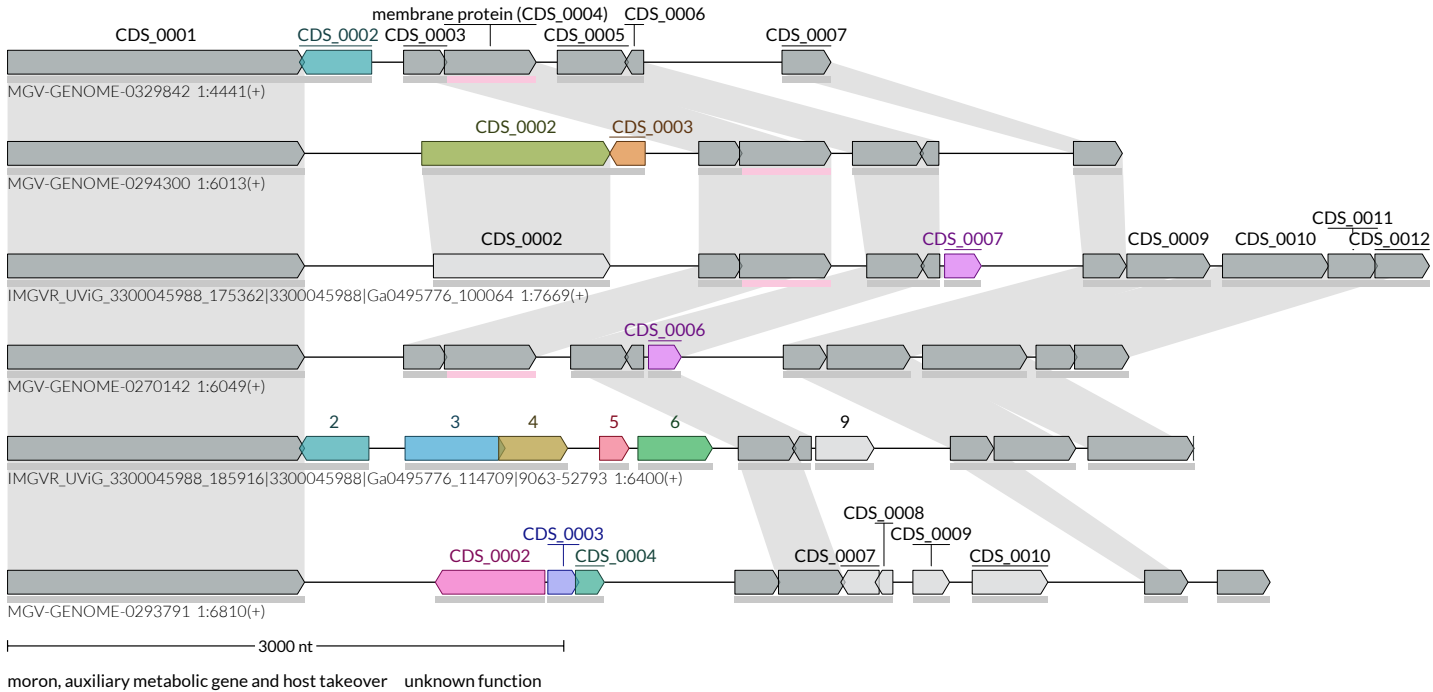 membrane protein (CDS_0004) CDS_0006
CDS_0001 CDS_0002 CDS_0003 CDS_0005 CDS_0007
MGV-GENOME-0329842 1:4441(+)
CDS_0002 CDS_0003
MGV-GENOME-0294300 1:6013(+)
CDS_0011
CDS_0002 CDS_0007 CDS_0009 CDS_0010 CDS_0012
IMGVR_UViG_3300045988_175362|3300045988|Ga0495776_100064 1:7669(+)
CDS_0006
MGV-GENOME-0270142 1:6049(+)
2 3 4 5 6 9
IMGVR_UViG_3300045988_185916|3300045988|Ga0495776_114709|9063-52793 1:6400(+)
CDS_0008
CDS_0003 CDS_0009
CDS_0002 CDS_0004 CDS_0007 CDS_0010
MGV-GENOME-0293791 1:6810(+)
3000 nt
moron, auxiliary metabolic gene and host takeover unknown function